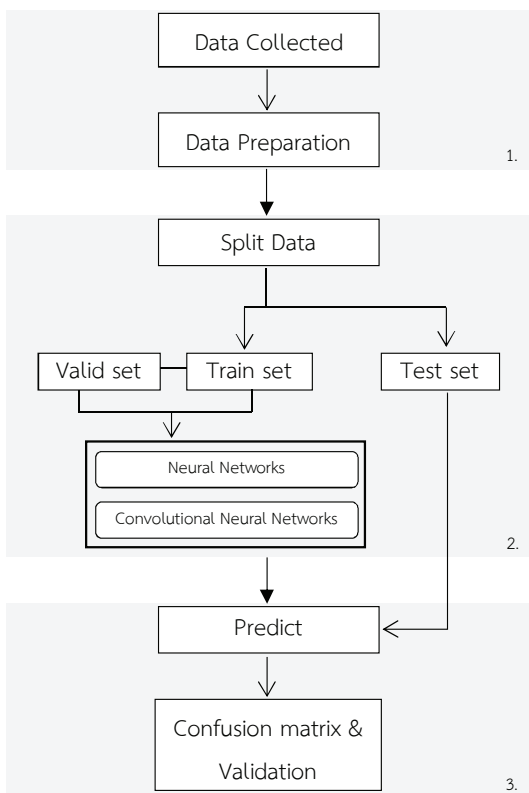 Data Collected
Data Preparation
1.
Split Data
Valid set
Train set
Test set
Neural Networks
Convolutional Neural Networks
2.
Predict
Confusion matrix &
Validation
3.